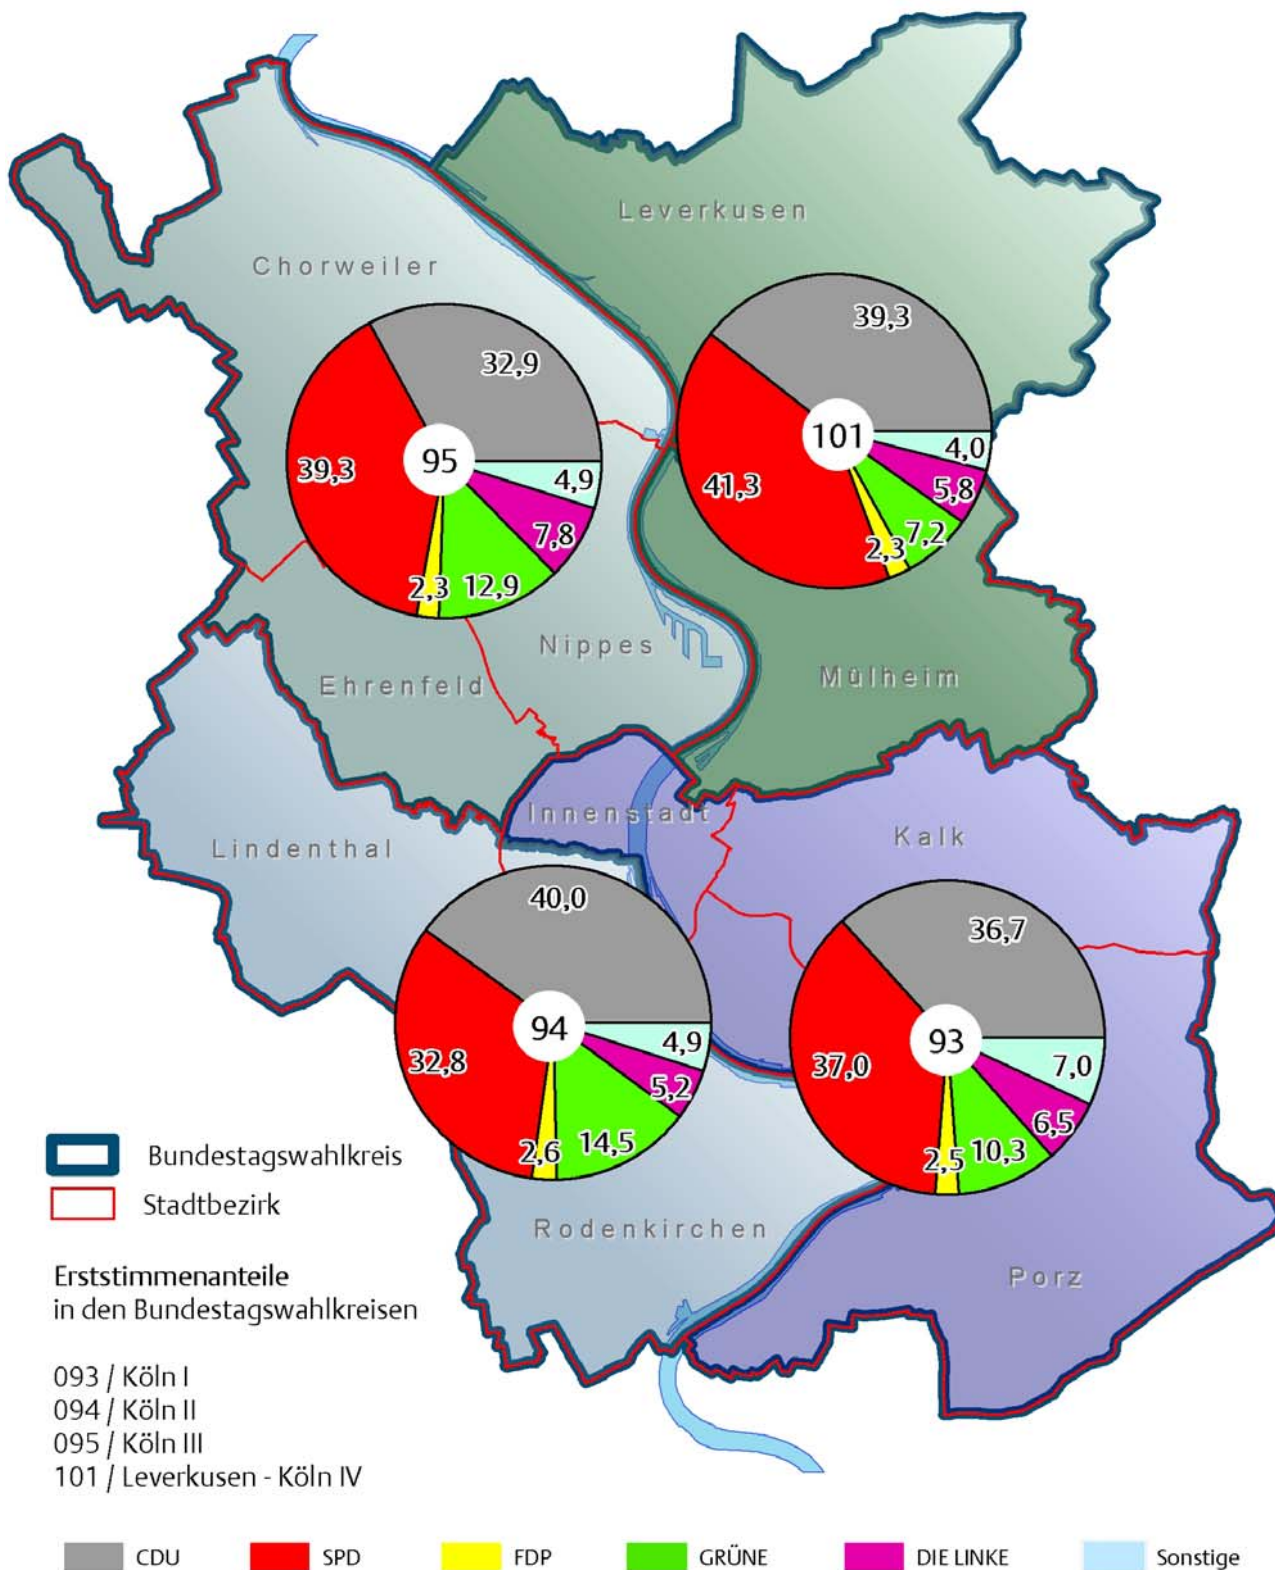 Leverkusen
Chorweiler
39,3
32,9
101
4,0
95
39,3
4,9
41,3
5,8
7,8
7,2
2,3
2,3
12,9
Nippes
Mülheim
Ehrenfeld
Innenstadt
Kalk
Lindenthal
40,0
36,7
94
93
4,9
32,8
37,0
7,0
5,2
6,5
14,5
2,6
10,3
2,5
Bundestagswahlkreis
Stadtbezirk
Rodenkirchen
Porz
Erststimmenanteile
in den Bundestagswahlkreisen
093 / Köln I
094 / Köln II
095 / Köln III
101 / Leverkusen - Köln IV
CDU SPD FDP GRÜNE DIE LINKE Sonstige